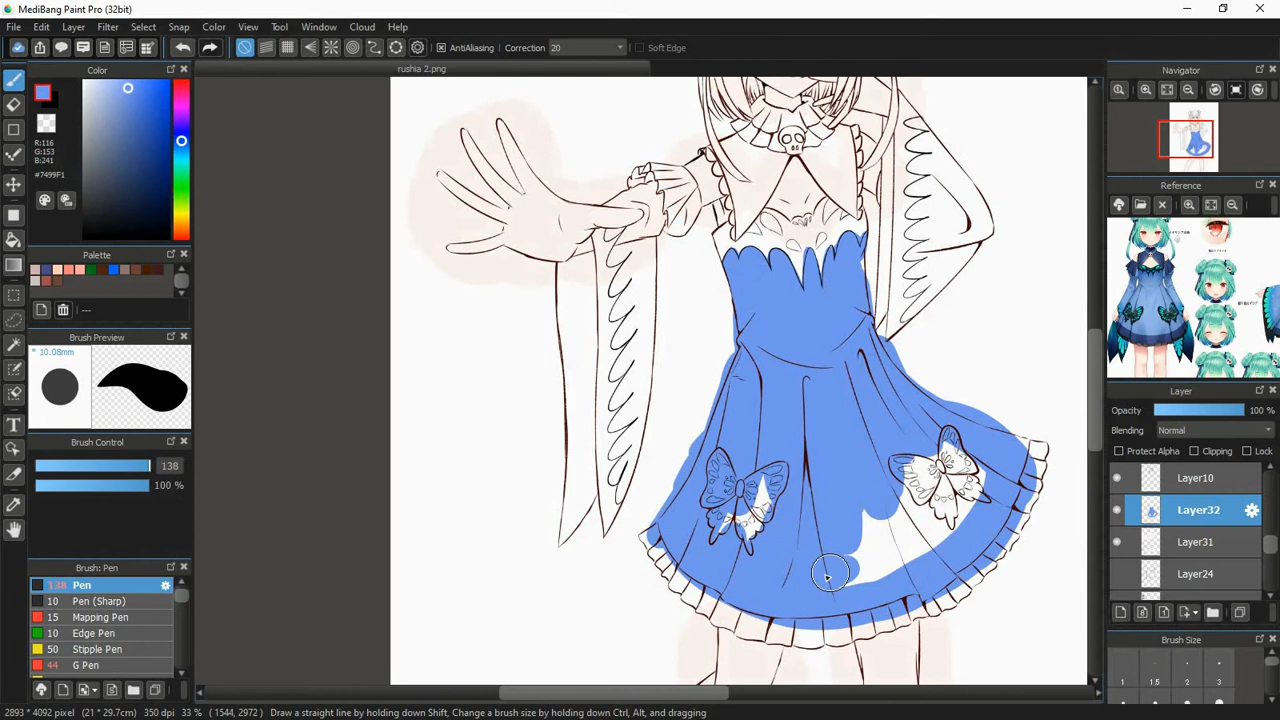 MediBang Paint Pro (32bit)
File Edit Layer Filter Select Snap Color View Tool Window Cloud Help
AntiAliasing Correction 20 Soft Edge
Color
rushia 2.png
Navigator
R:116
G:153
B:241
#7499F1
Reference
Palette
---
Brush Preview
* 10.08mm
Layer
Opacity 100 %
Blending Normal
Brush Control
Protect Alpha Clipping Lock
138
Layer10
100 %
Layer32
Layer31
Brush: Pen
Layer24
138 Pen
10 Pen (Sharp)
15 Mapping Pen
10 Edge Pen
Brush Size
50 Stipple Pen
44 G Pen
1 1.5 2 3
2893 * 4092 pixel (21 * 29.7cm) 350 dpi 33 % ( 1544, 2972 ) Draw a straight line by holding down Shift, Change a brush size by holding down Ctrl, Alt, and dragging